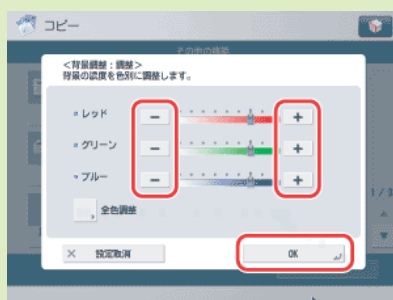 コピー
その他の機能
<背景調整：調整>
背景の濃度を色別に調整します。
レッド
− +
グリーン
− +
ブルー
− +
全色調整
1/
× 設定取消
OK